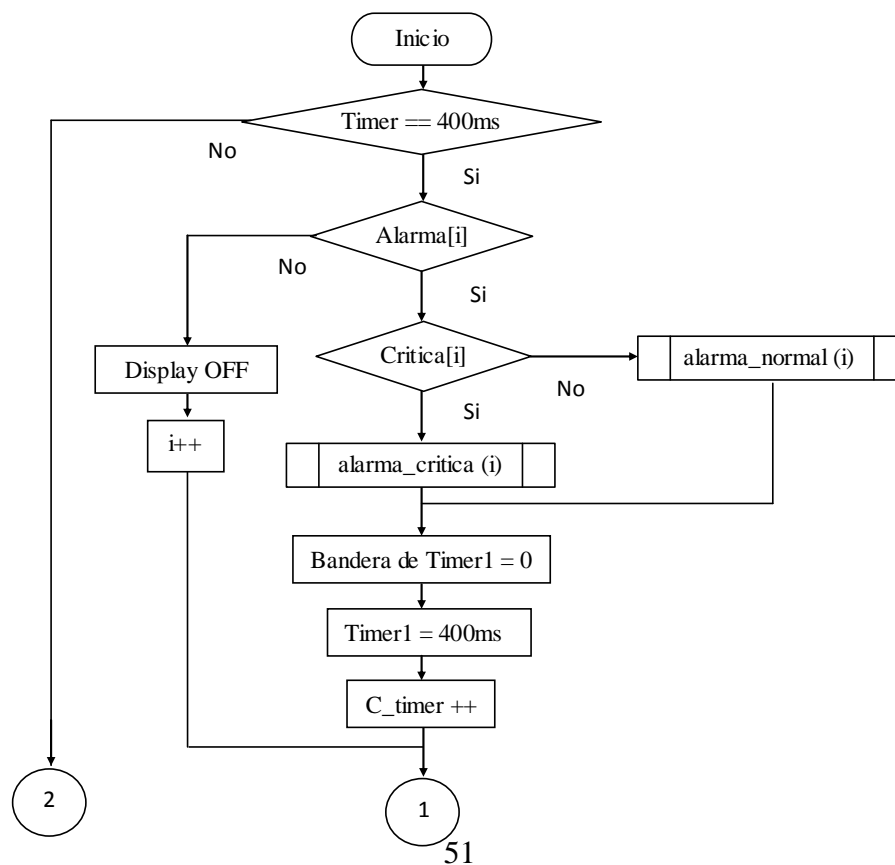 Inicio
Timer == 400ms
No
Si
Alarma[i]
No
Si
Critica[i]
alarma_normal (i)
Display OFF
No
Si
i++
alarma_critica (i)
Bandera de Timer1 = 0
Timer1 = 400ms
C_timer ++
2
1
51